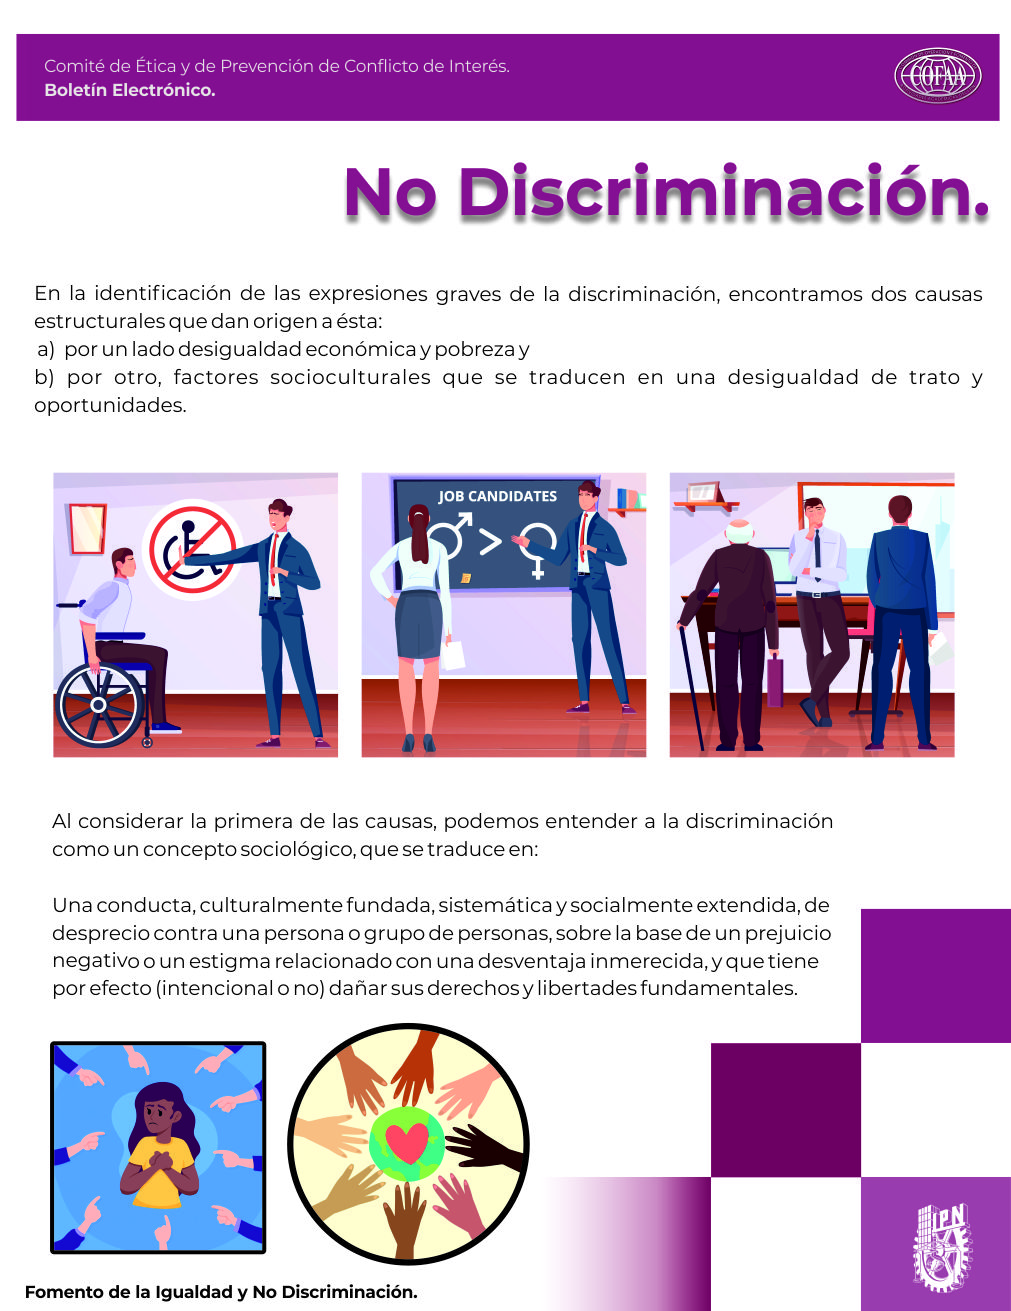 Comité de Ética y de Prevención de Conflicto de Interés.
Boletín Electrónico.
COFAA
No Discriminación.
En la identificación de las expresiones graves de la discriminación, encontramos dos causas
estructurales que dan origen a ésta:
a) por un lado desigualdad económica y pobreza y
b) por otro, factores socioculturales que se traducen en una desigualdad de trato y
oportunidades.
JOB CANDIDATES
Al considerar la primera de las causas, podemos entender a la discriminación
como un concepto sociológico, que se traduce en:
Una conducta, culturalmente fundada, sistemática y socialmente extendida, de
desprecio contra una persona o grupo de personas, sobre la base de un prejuicio
negativo o un estigma relacionado con una desventaja inmerecida, y que tiene
por efecto (intencional o no) dañar sus derechos y libertades fundamentales.
IPN
Fomento de la Igualdad y No Discriminación.